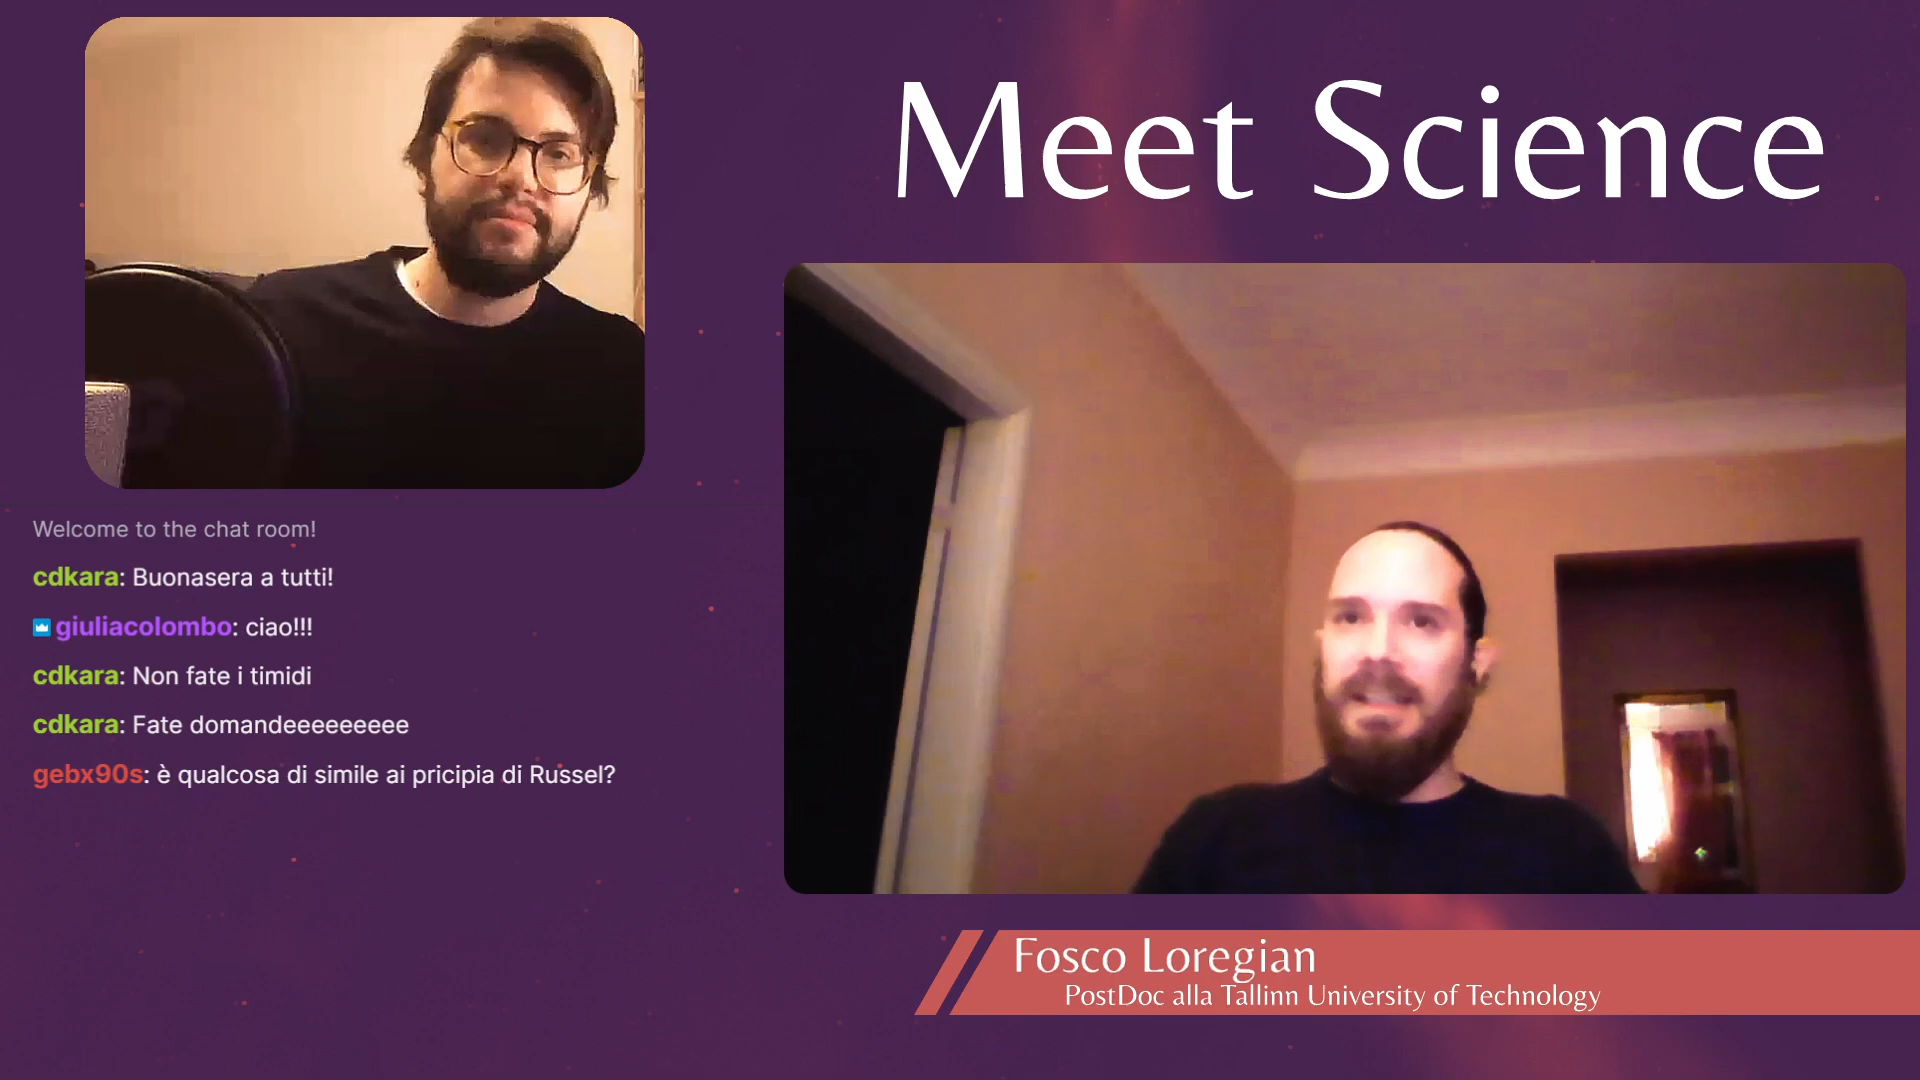 Meet Science
Welcome to the chat room!
cdkara: Buonasera a tutti!
giuliacolombo: ciao!!!
cdkara: Non fate i timidi
cdkara: Fate domandeeeeeeeee
gebx90s: è qualcosa di simile ai pricipia di Russel?
Fosco Loregian
PostDoc alla Tallinn University of Technology